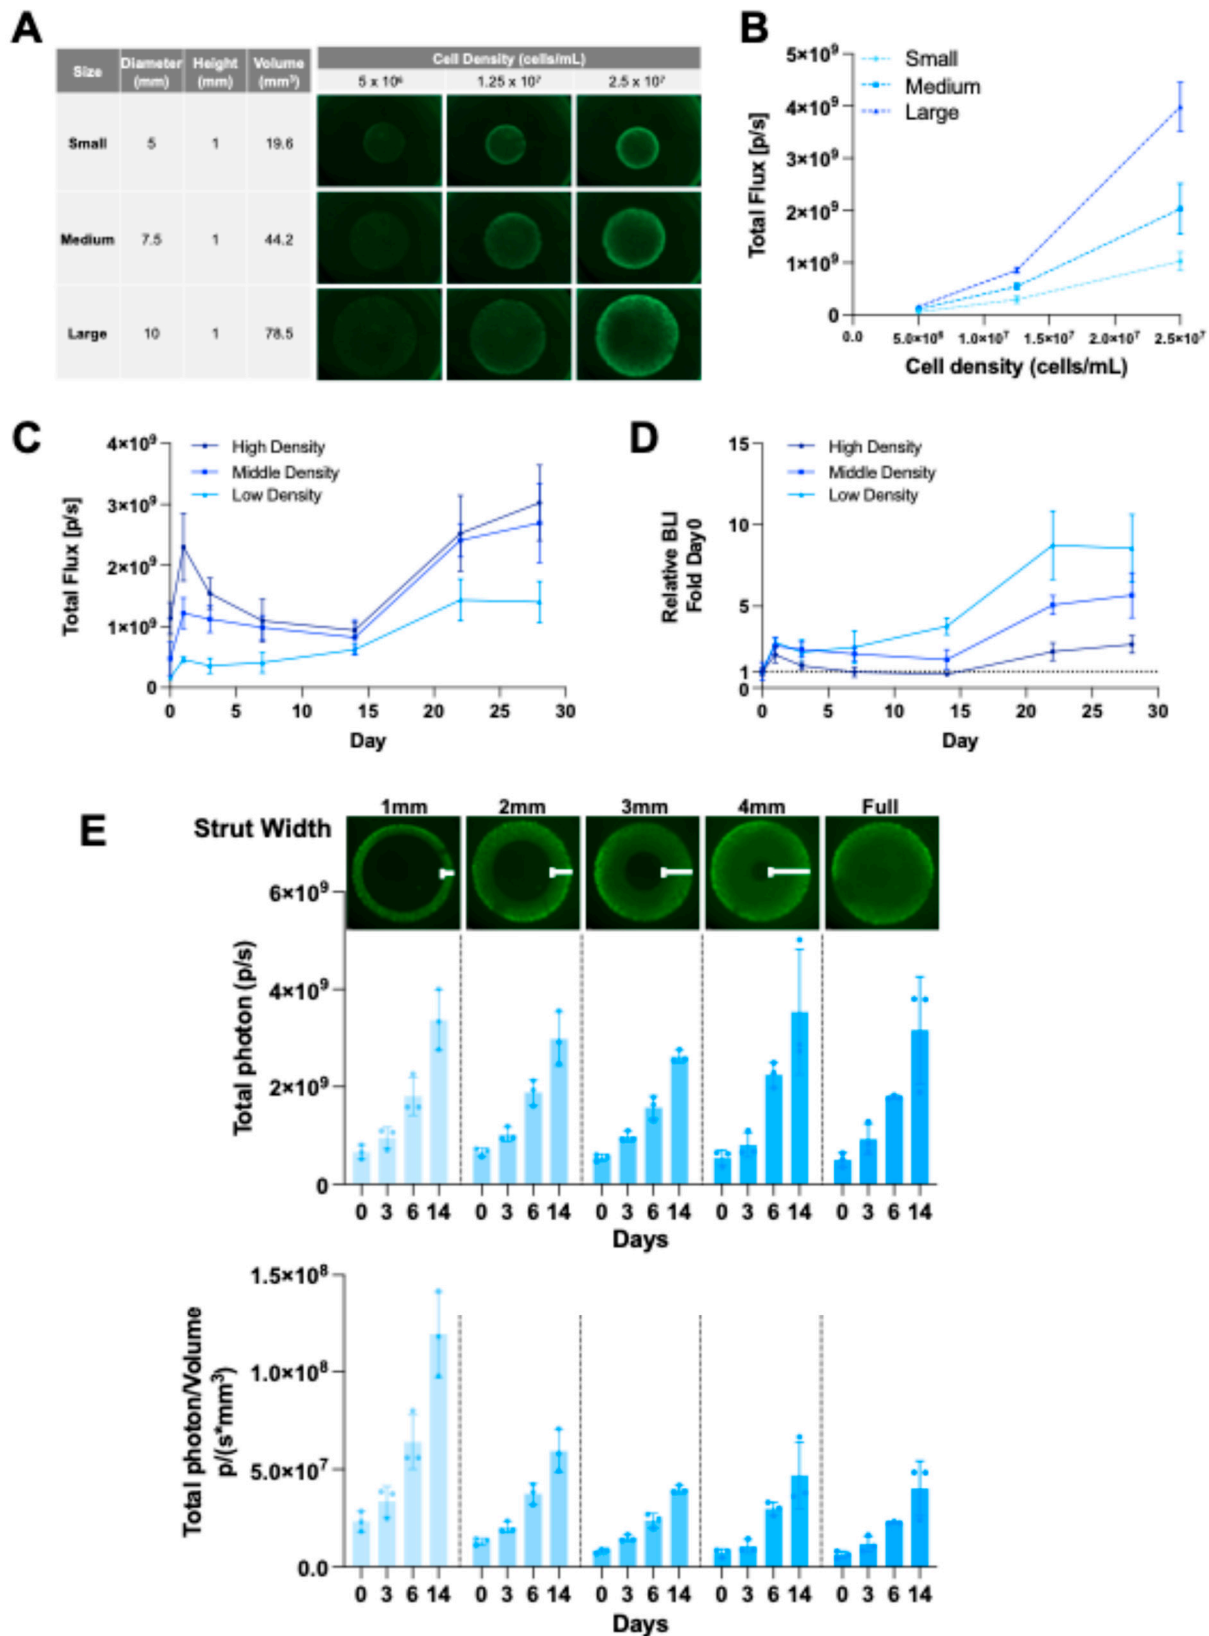 A
Size Diameter (mm) Height (mm) Volume (mm³) Cell Density (cells/mL)
5 x 10⁶ 1.25 x 10⁷ 2.5 x 10⁷
Small 5 1 19.6
Medium 7.5 1 44.2
Large 10 1 78.5
B
Total Flux [p/s]
5×10⁹
4×10⁹
3×10⁹
2×10⁹
1×10⁹
0
Small
Medium
Large
0.0 5.0×10⁶ 1.0×10⁷ 1.5×10⁷ 2.0×10⁷ 2.5×10⁷
Cell density (cells/mL)
C
Total Flux [p/s]
4×10⁹
3×10⁹
2×10⁹
1×10⁹
0
High Density
Middle Density
Low Density
0 5 10 15 20 25 30
Day
D
Relative BLI
Fold Day0
15
10
5
1
0
High Density
Middle Density
Low Density
0 5 10 15 20 25 30
Day
E
Strut Width 1mm 2mm 3mm 4mm Full
Total photon (p/s)
6×10⁹
4×10⁹
2×10⁹
0
0 3 6 14 0 3 6 14 0 3 6 14 0 3 6 14 0 3 6 14
Days
Total photon/Volume
p/(s*mm³)
1.5×10⁸
1.0×10⁸
5.0×10⁷
0.0
0 3 6 14 0 3 6 14 0 3 6 14 0 3 6 14 0 3 6 14
Days